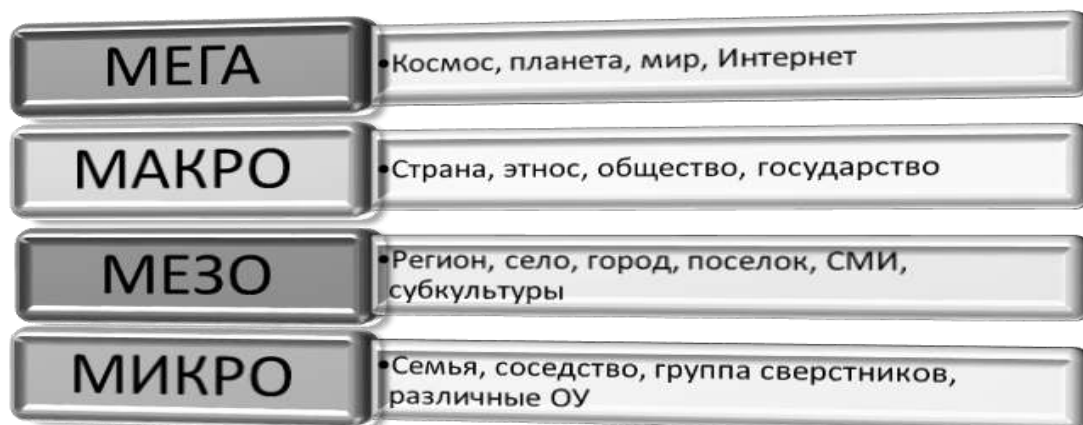 МЕГА
•Космос, планета, мир, Интернет
МАКРО
•Страна, этнос, общество, государство
МЕЗО
•Регион, село, город, поселок, СМИ,
субкультуры
МИКРО
•Семья, соседство, группа сверстников,
различные ОУ